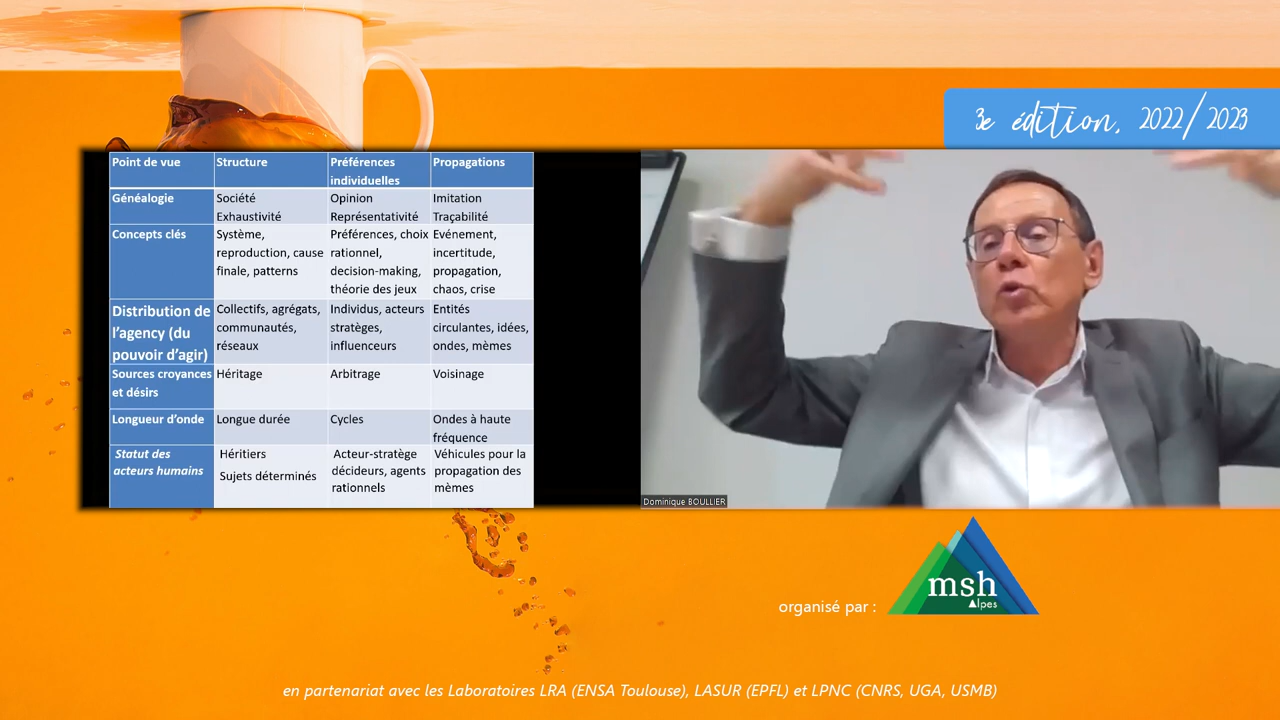 3e édition, 2022/2023
Point de vue
Structure
Préférences
individuelles
Propagations
Généalogie
Société
Exhaustivité
Opinion
Représentativité
Imitation
Traçabilité
Concepts clés
Système,
reproduction, cause
finale, patterns
Préférences, choix
rationnel,
decision-making,
théorie des jeux
Evénement,
incertitude,
propagation,
chaos, crise
Distribution de
l'agency (du
pouvoir d'agir)
Collectifs, agrégats,
communautés,
réseaux
Individus, acteurs
stratèges,
influenceurs
Entités
circulantes, idées,
ondes, mèmes
Sources croyances
et désirs
Héritage
Arbitrage
Voisinage
Longueur d'onde
Longue durée
Cycles
Ondes à haute
fréquence
Statut des
acteurs humains
Héritiers
Sujets déterminés
Acteur-stratège
décideurs, agents
rationnels
Véhicules pour la
propagation des
mèmes
Dominique BOULLIER
organisé par :
msh
Alpes
en partenariat avec les Laboratoires LRA (ENSA Toulouse), LASUR (EPFL) et LPNC (CNRS, UGA, USMB)